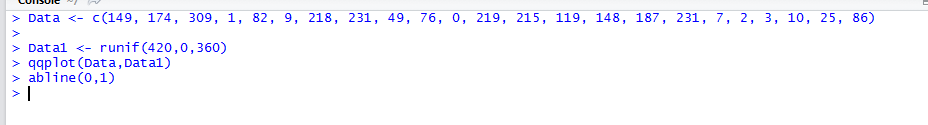 Console ~/
> Data <- c(149, 174, 309, 1, 82, 9, 218, 231, 49, 76, 0, 219, 215, 119, 148, 187, 231, 7, 2, 3, 10, 25, 86)
>
> Data1 <- runif(420,0,360)
> qqplot(Data,Data1)
> abline(0,1)
>